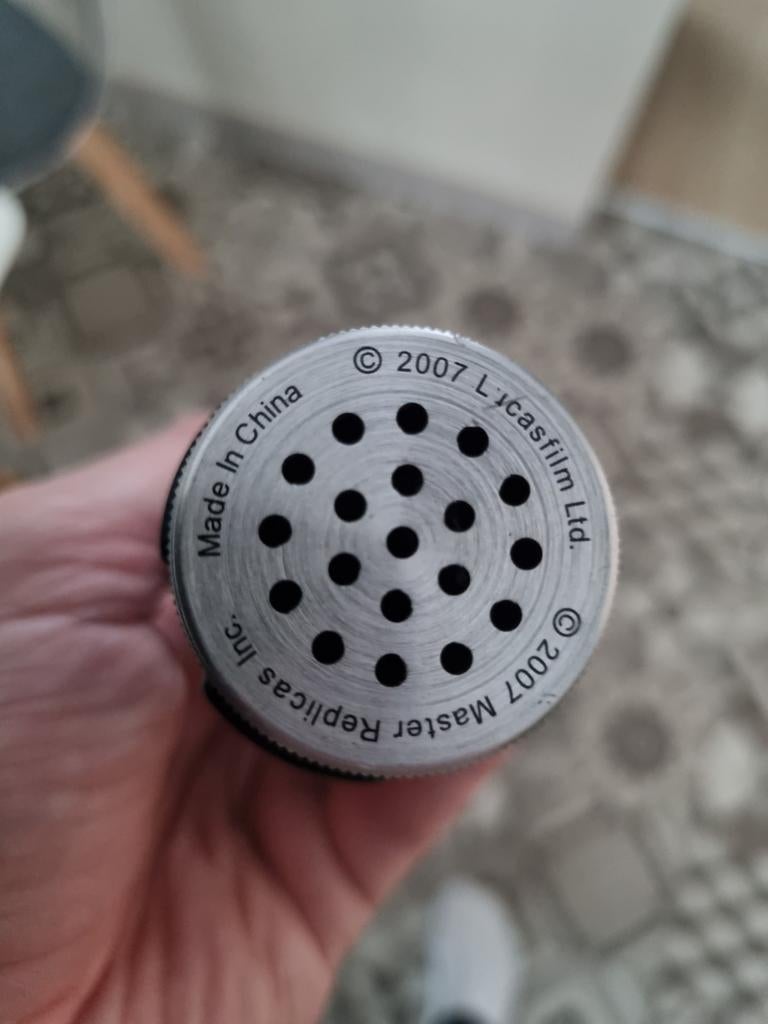 © 2007 Lucasfilm Ltd.
© 2007 Master Replicas Inc.
Made In China